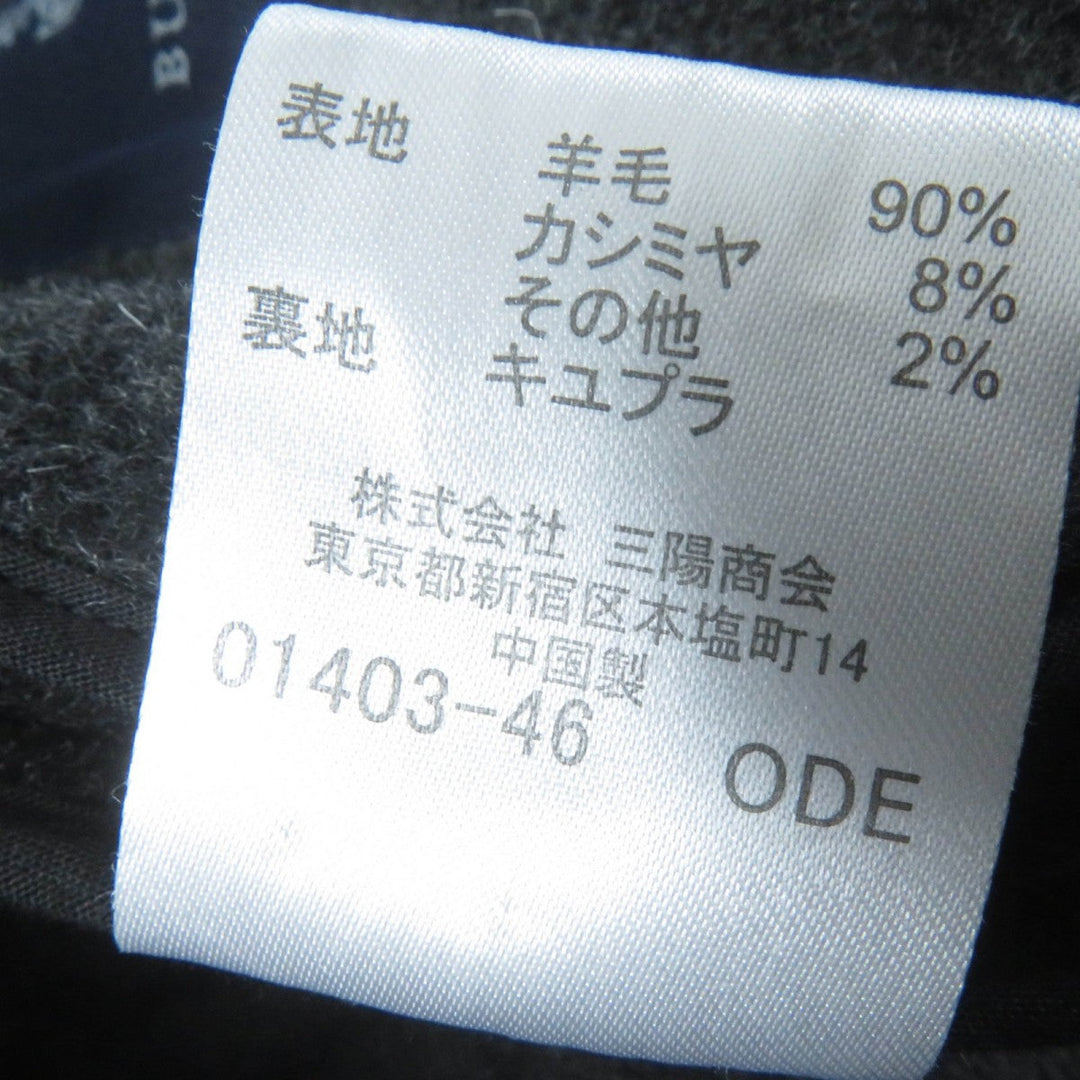 BU
表地 羊毛 90%
カシミヤ 8%
その他 2%
裏地 キュプラ
株式会社 三陽商会
東京都新宿区本塩町14
中国製
01403-46 ODE